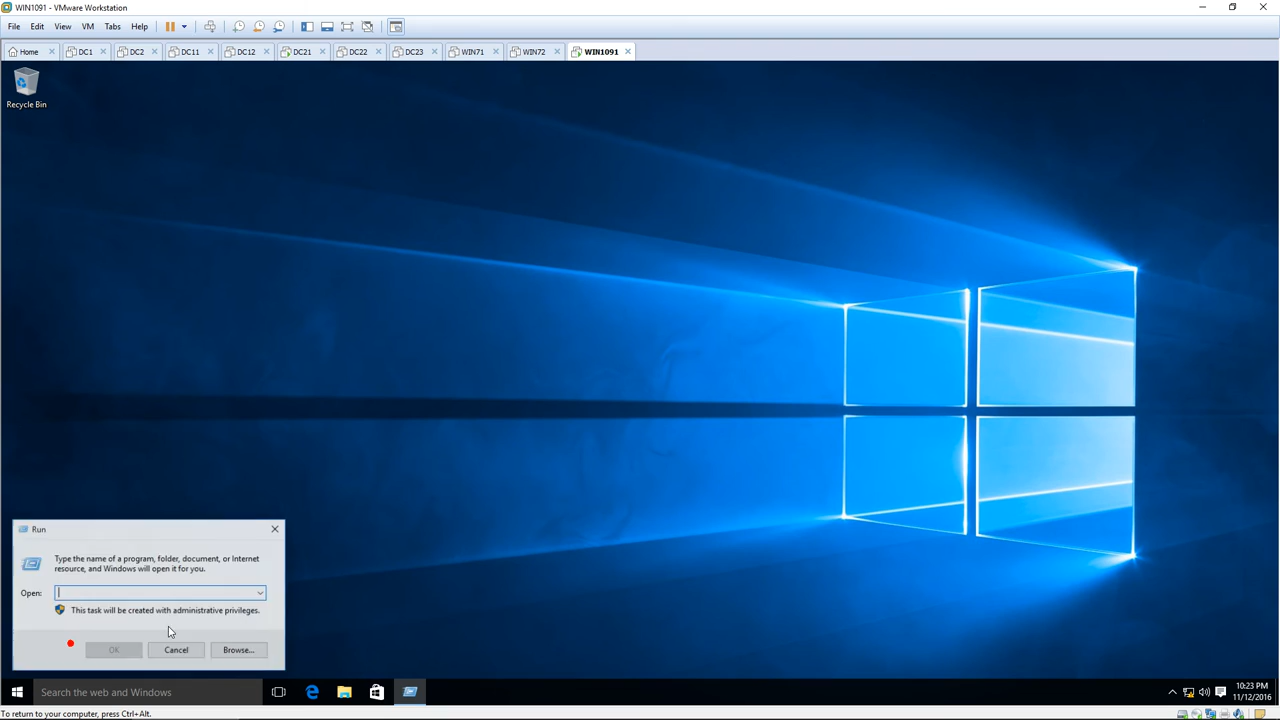 WIN1091 - VMware Workstation
File Edit View VM Tabs Help
Home DC1 DC2 DC11 DC12 DC21 DC22 DC23 WIN71 WIN72 WIN1091
Recycle Bin
Run
Type the name of a program, folder, document, or Internet
resource, and Windows will open it for you.
Open:
This task will be created with administrative privileges.
OK Cancel Browse...
Search the web and Windows
10:23 PM
11/12/2016
To return to your computer, press Ctrl+Alt.